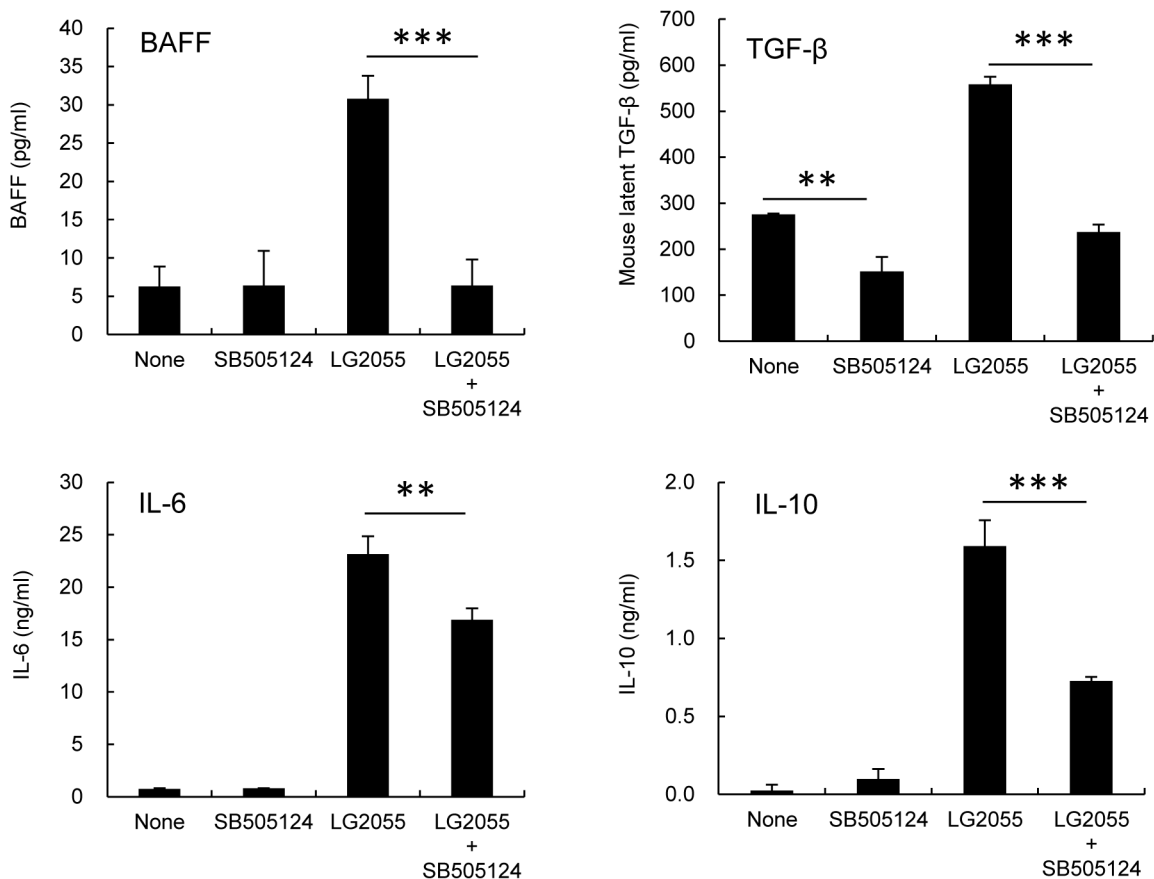 BAFF
***
BAFF (pg/ml)
40
35
30
25
20
15
10
5
0
None
SB505124
LG2055
LG2055
+
SB505124
TGF-β
***
**
Mouse latent TGF-β (pg/ml)
700
600
500
400
300
200
100
0
None
SB505124
LG2055
LG2055
+
SB505124
IL-6
**
IL-6 (ng/ml)
30
25
20
15
10
5
0
None
SB505124
LG2055
LG2055
+
SB505124
IL-10
***
IL-10 (ng/ml)
2.0
1.5
1.0
0.5
0.0
None
SB505124
LG2055
LG2055
+
SB505124